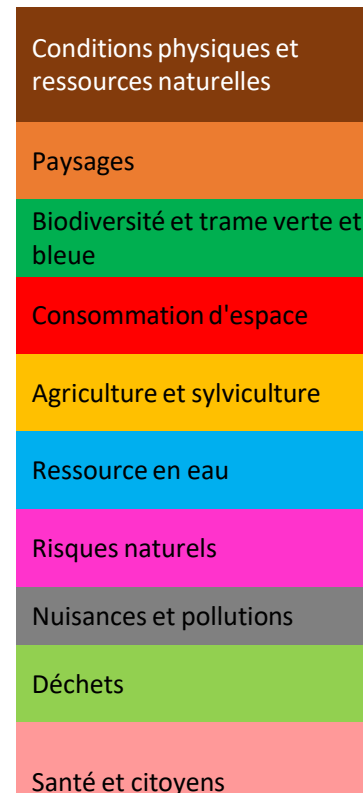 Conditions physiques et
ressources naturelles
Paysages
Biodiversité et trame verte et
bleue
Consommation d'espace
Agriculture et sylviculture
Ressource en eau
Risques naturels
Nuisances et pollutions
Déchets
Santé et citoyens